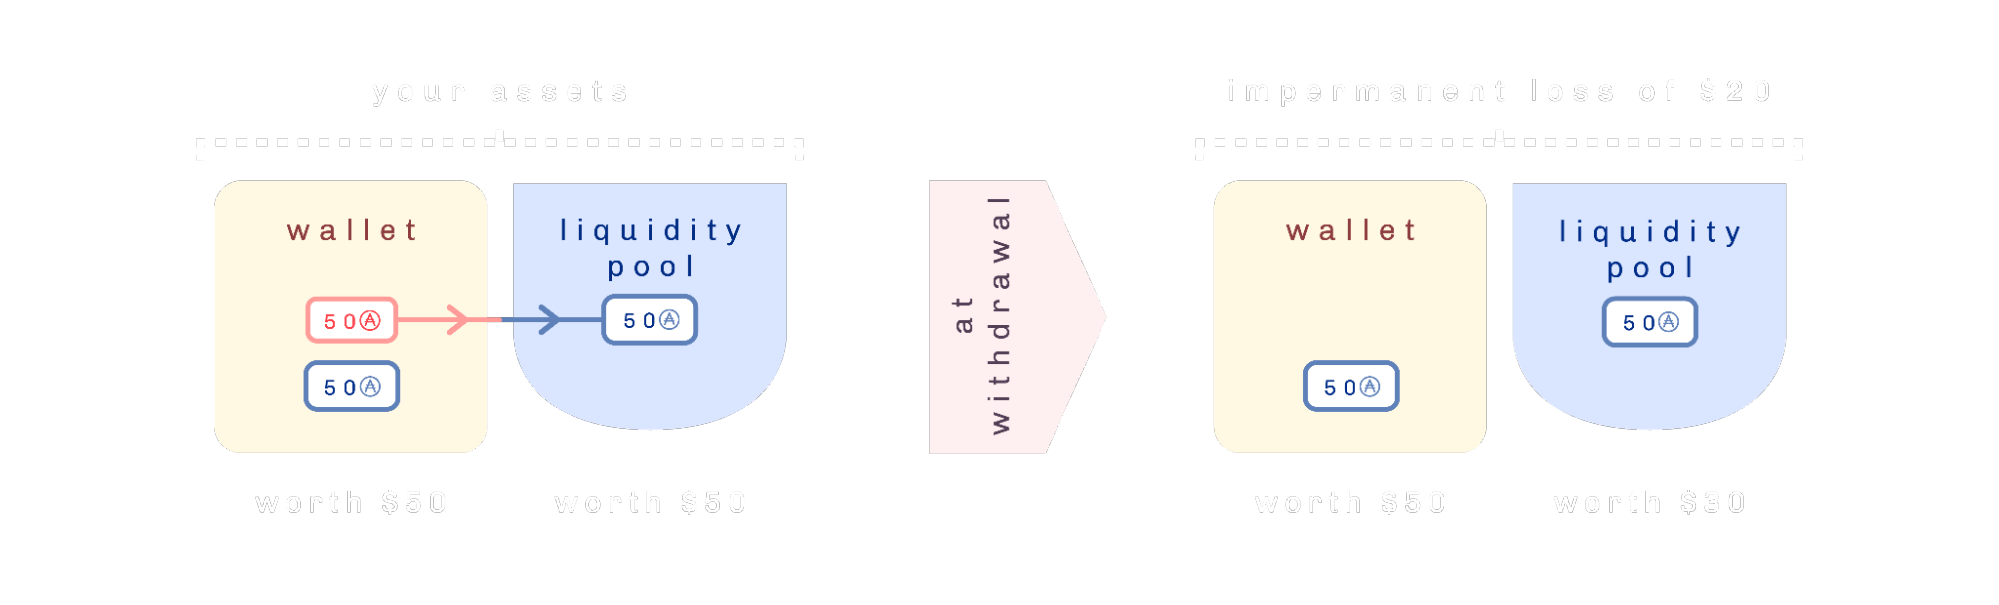 your assets
impermanent loss of $20
wallet
liquidity
pool
50Ⓐ
50Ⓐ
50Ⓐ
worth $50
worth $50
at
withdrawal
wallet
liquidity
pool
50Ⓐ
50Ⓐ
worth $50
worth $30